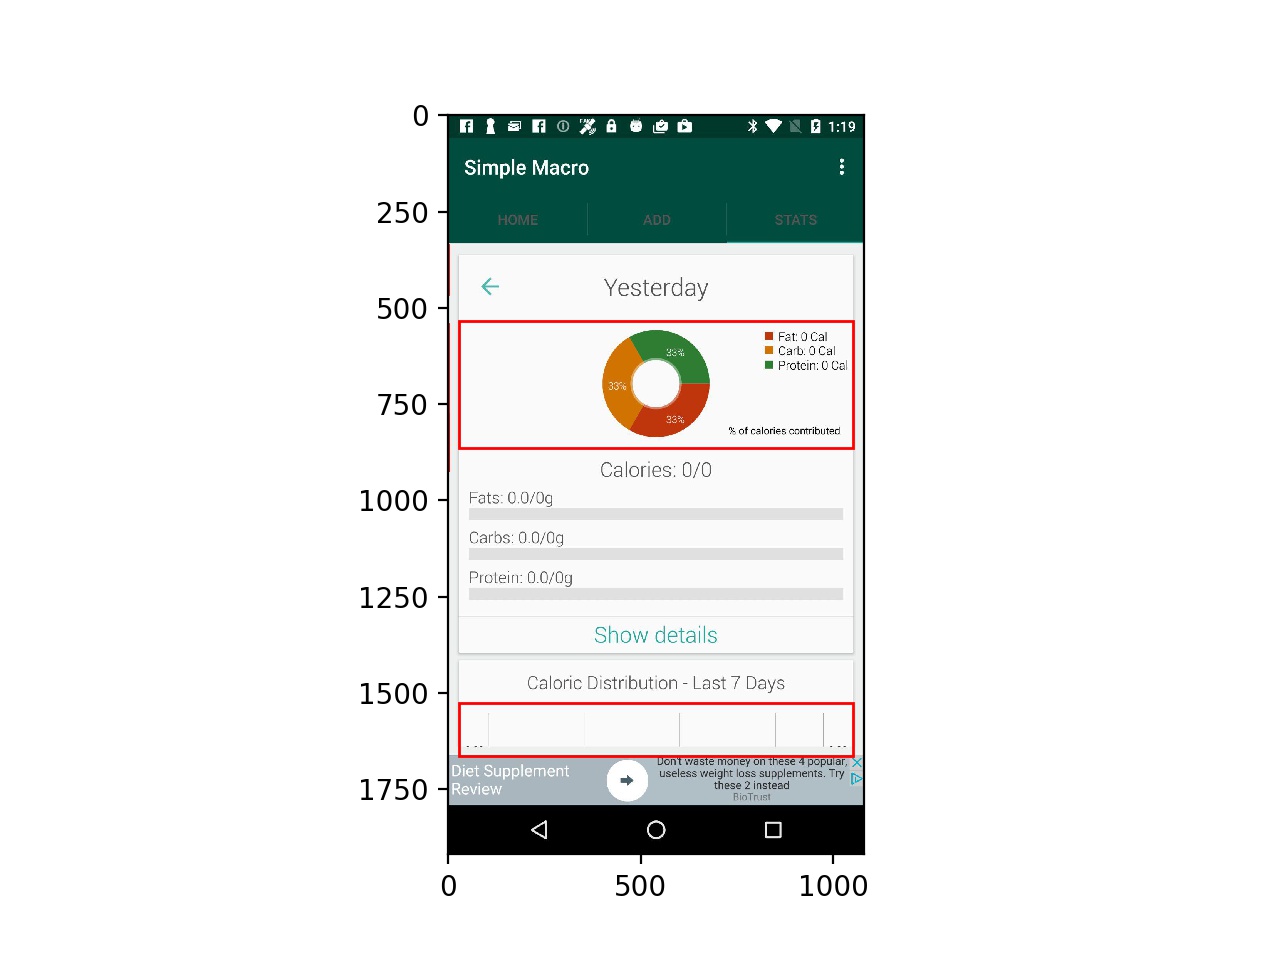 0
250
500
750
1000
1250
1500
1750
0
500
1000
1:19
Simple Macro
HOME
ADD
STATS
Yesterday
33%
33%
33%
Fat: 0 Cal
Carb: 0 Cal
Protein: 0 Cal
% of calories contributed
Calories: 0/0
Fats: 0.0/0g
Carbs: 0.0/0g
Protein: 0.0/0g
Show details
Caloric Distribution - Last 7 Days
Diet Supplement
Review
Don't waste money on these 4 popular,
useless weight loss supplements. Try
these 2 instead
BioTrust